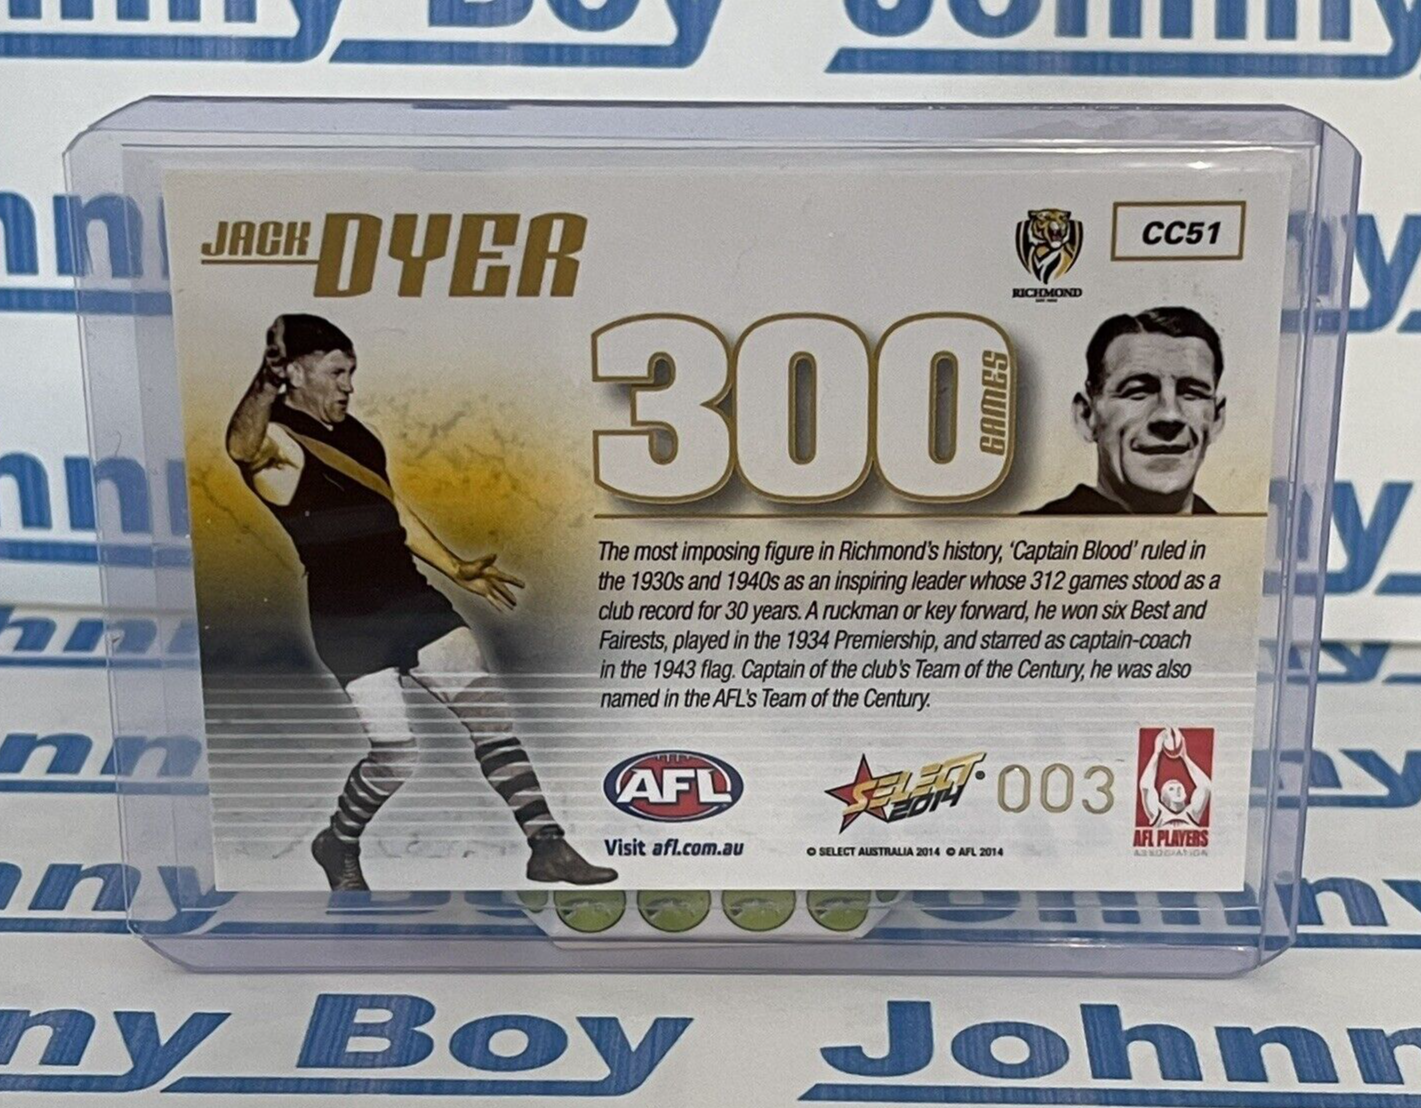 Johnny Boy
Johnny
JACK DYER
RICHMOND
CC51
300
GAMES
The most imposing figure in Richmond's history, 'Captain Blood' ruled in
the 1930s and 1940s as an inspiring leader whose 312 games stood as a
club record for 30 years. A ruckman or key forward, he won six Best and
Fairests, played in the 1934 Premiership, and starred as captain-coach
in the 1943 flag. Captain of the club's Team of the Century, he was also
named in the AFL's Team of the Century.
AFL
Visit afl.com.au
SELECT
2014
003
© SELECT AUSTRALIA 2014 © AFL 2014
AFL PLAYERS
ASSOCIATION
ny Boy Johnn